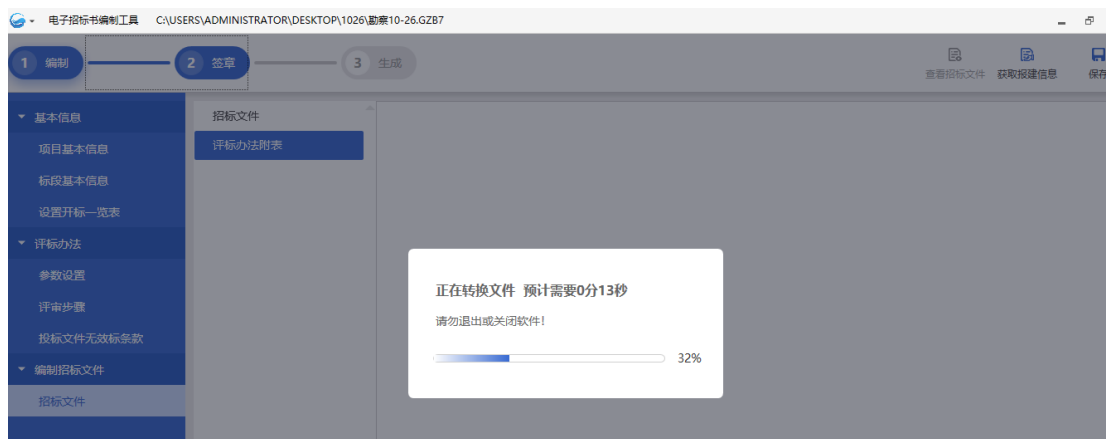 电子招标书编制工具 C:\USERS\ADMINISTRATOR\DESKTOP\1026\勘察10-26.GZB7
1 编制 2 签章 3 生成
查看招标文件 获取报建信息 保存
基本信息
项目基本信息
标段基本信息
设置开标一览表
评标办法
参数设置
评审步骤
投标文件无效标条款
编制招标文件
招标文件
招标文件
评标办法附表
正在转换文件 预计需要0分13秒
请勿退出或关闭软件!
32%